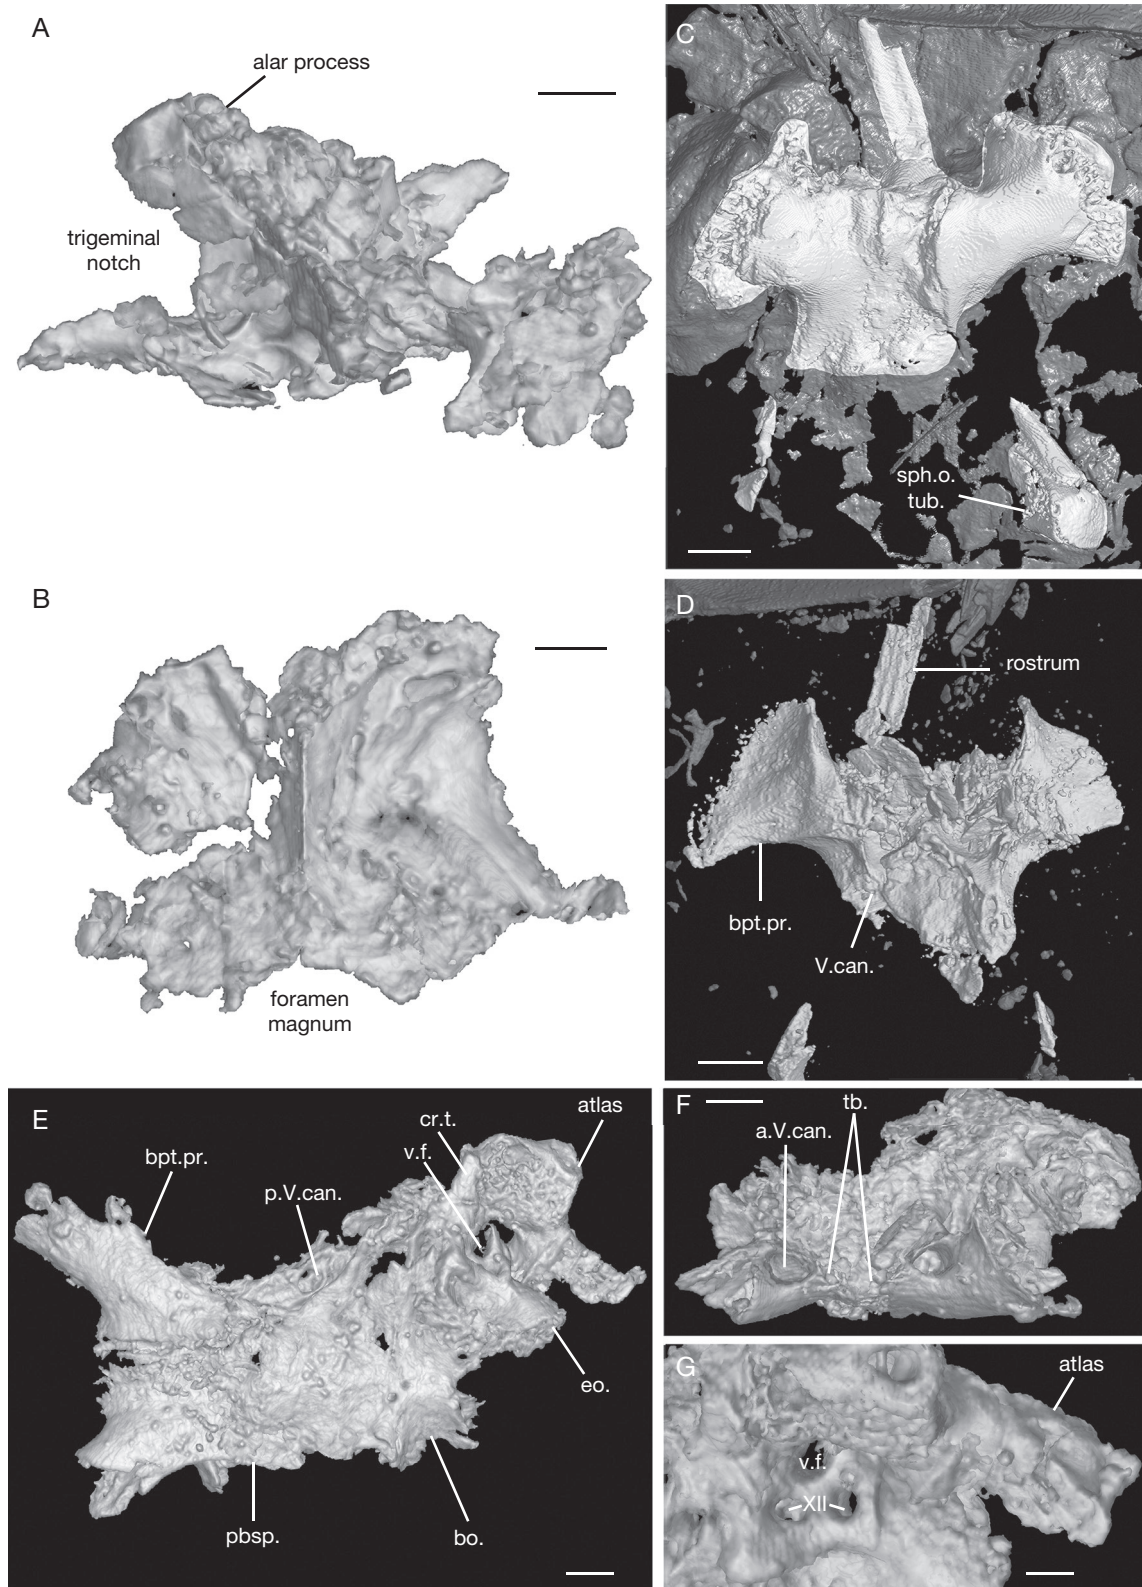 A
alar process
trigeminal
notch
B
foramen
magnum
C
sph.o.
tub.
D
rostrum
bpt.pr.
V.can.
E
bpt.pr.
p.V.can.
cr.t.
v.f.
atlas
eo.
bo.
pbsp.
F
a.V.can.
tb.
G
atlas
v.f.
XII